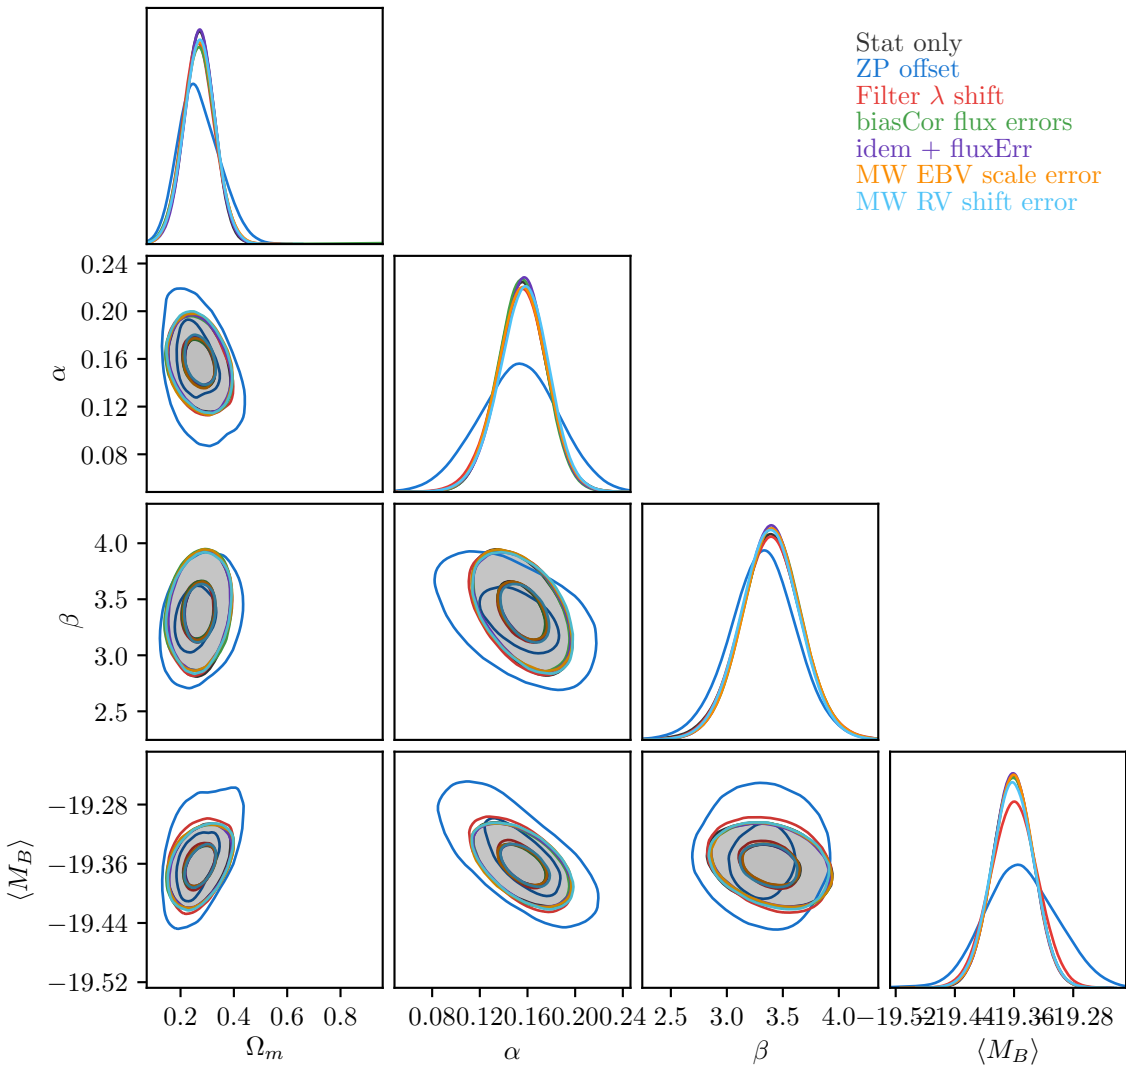 Stat only
ZP offset
Filter λ shift
biasCor flux errors
idem + fluxErr
MW EBV scale error
MW RV shift error
0.24
0.20
0.16
0.12
0.08
α
4.0
3.5
3.0
2.5
β
−19.28
−19.36
−19.44
−19.52
⟨M_B⟩
0.2 0.4 0.6 0.8
0.08 0.12 0.16 0.20 0.24
2.5 3.0 3.5 4.0
−19.52 −19.44 −19.36 −19.28
Ω_m α β ⟨M_B⟩